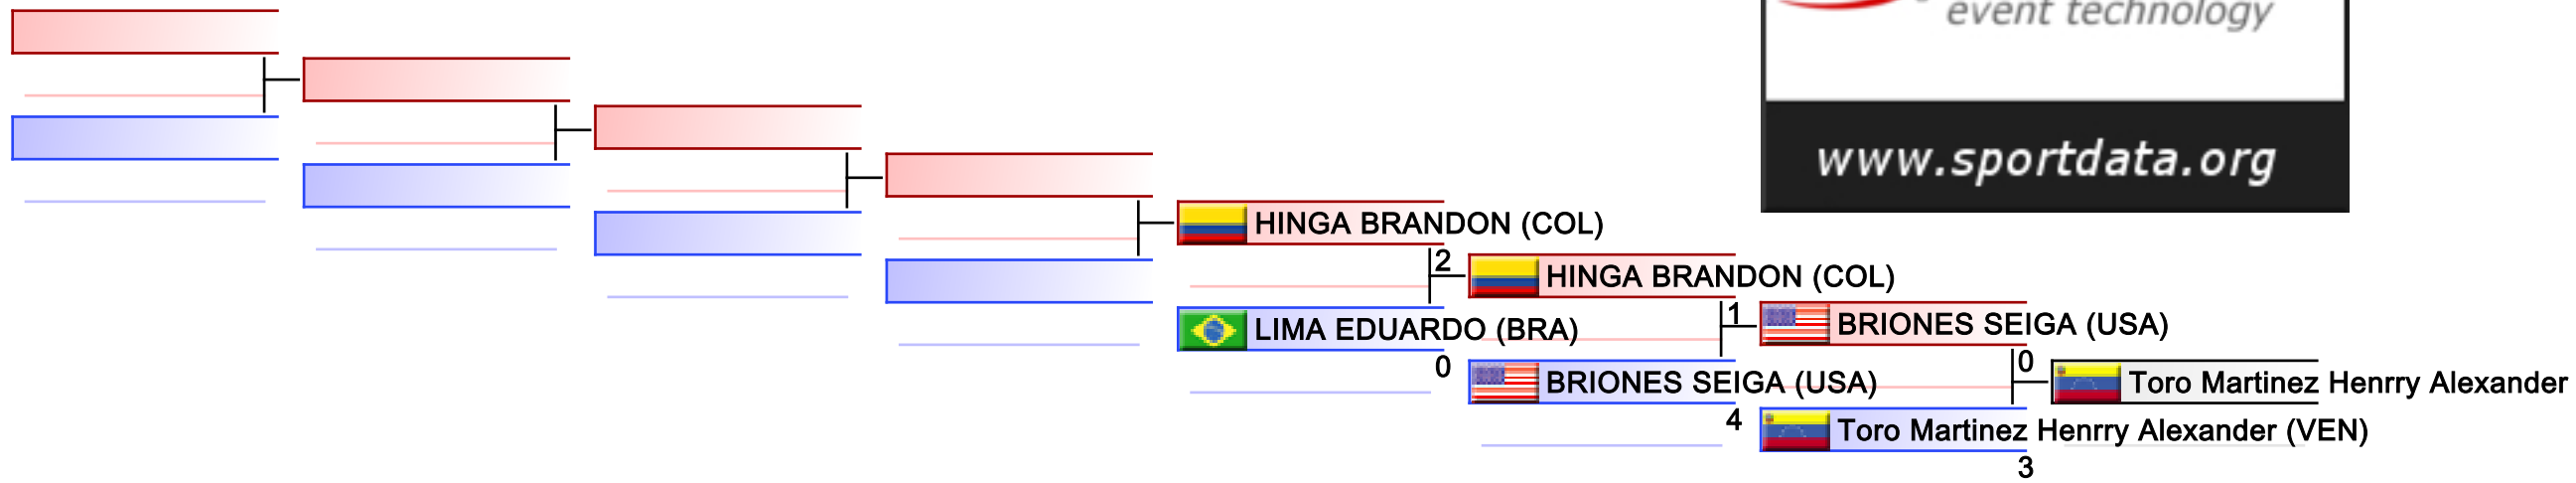 event technology
www.sportdata.org
HINGA BRANDON (COL)
2
HINGA BRANDON (COL)
LIMA EDUARDO (BRA)
0
1
BRIONES SEIGA (USA)
BRIONES SEIGA (USA)
4
0
Toro Martinez Henrry Alexander
Toro Martinez Henrry Alexander (VEN)
3